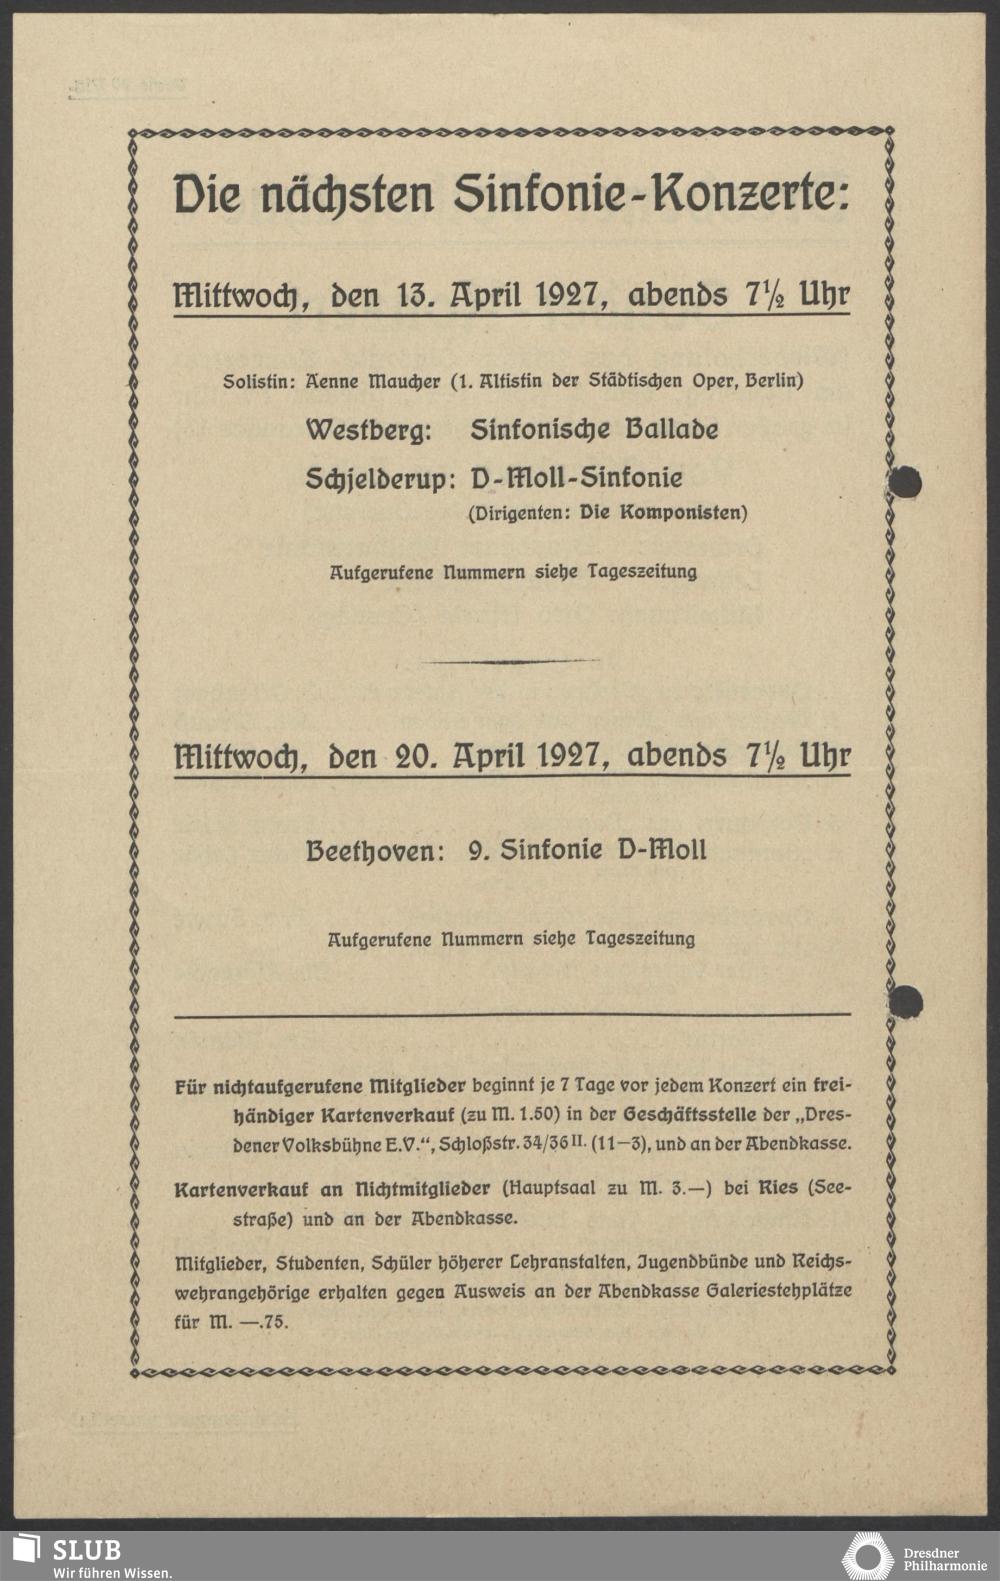 Die nächsten Sinfonie-Konzerte:
Mittwoch, den 13. April 1927, abends 7½ Uhr
Solistin: Aenne Maucher (1. Altistin der Städtischen Oper, Berlin)
Westberg: Sinfonische Ballade
Schjelderup: D-Moll-Sinfonie
(Dirigenten: Die Komponisten)
Aufgerufene Nummern siehe Tageszeitung
Mittwoch, den 20. April 1927, abends 7½ Uhr
Beethoven: 9. Sinfonie D-Moll
Aufgerufene Nummern siehe Tageszeitung
Für nichtaufgerufene Mitglieder beginnt je 7 Tage vor jedem Konzert ein frei-
händiger Kartenverkauf (zu M. 1.50) in der Geschäftsstelle der „Dres-
dener Volksbühne E.V.“, Schloßstr. 34/36 II. (11—3), und an der Abendkasse.
Kartenverkauf an Nichtmitglieder (Hauptsaal zu M. 3.—) bei Ries (See-
straße) und an der Abendkasse.
Mitglieder, Studenten, Schüler höherer Lehranstalten, Jugendbünde und Reichs-
wehrangehörige erhalten gegen Ausweis an der Abendkasse Galeriestehplätze
für M. —.75.
SLUB
Wir führen Wissen.
Dresdner
Philharmonie